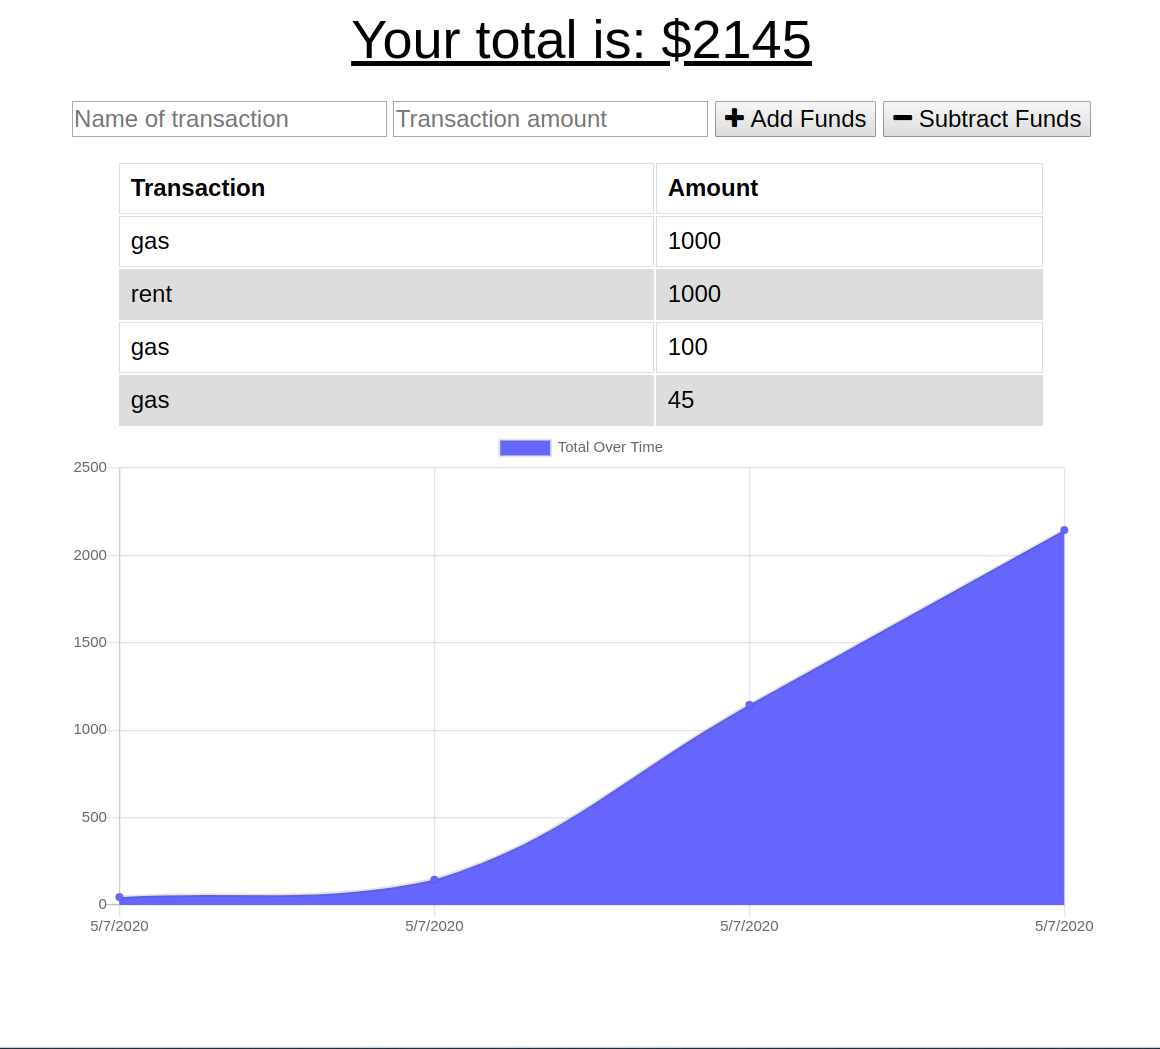 Your total is: $2145
Name of transaction Transaction amount Add Funds Subtract Funds
Transaction Amount
gas 1000
rent 1000
gas 100
gas 45
Total Over Time
2500
2000
1500
1000
500
0
5/7/2020 5/7/2020 5/7/2020 5/7/2020